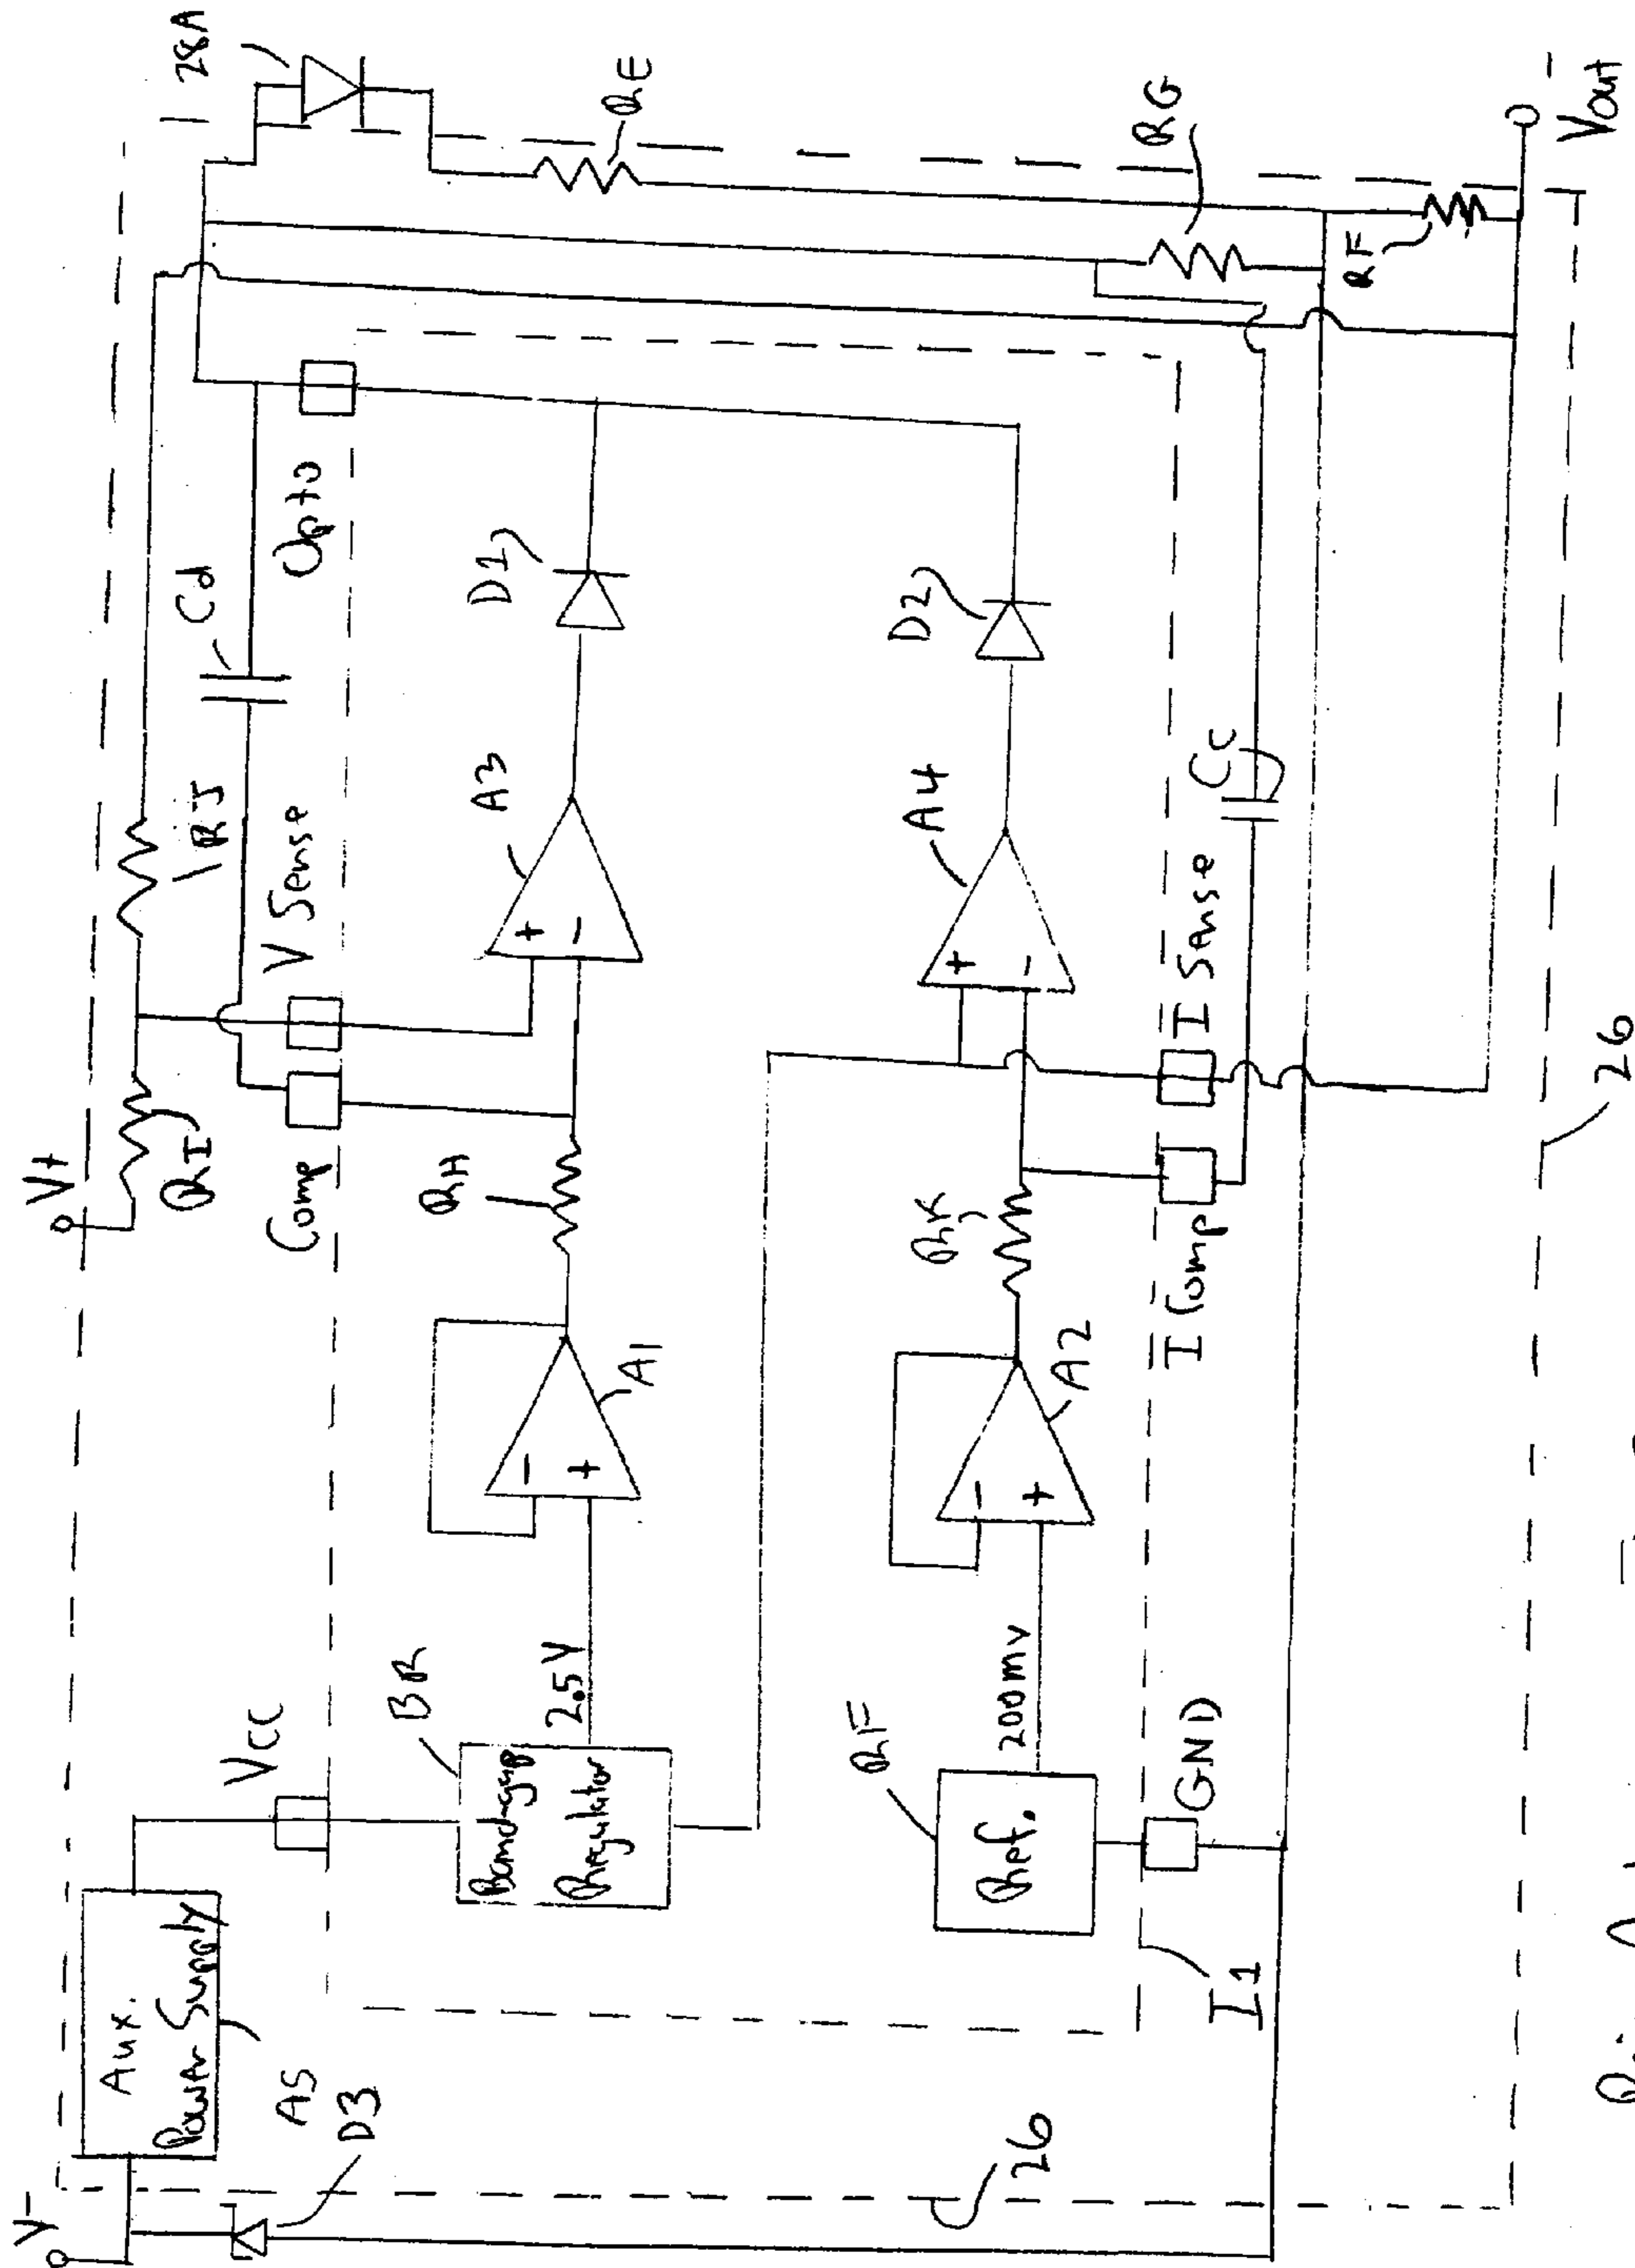 V-
Aux.
Power Supply
AS
D3
VCC
V+
RI
RJ
Cd
V Sense
Comp
Opto
28A
RE
RG
RF
BR
Band-gap
Regulator
2.5V
A1
RH
A3
D1
RF
Ref.
200mV
A2
RK
A4
D2
GND
I Comp
I Sense
Cc
I1
26
26
Vout